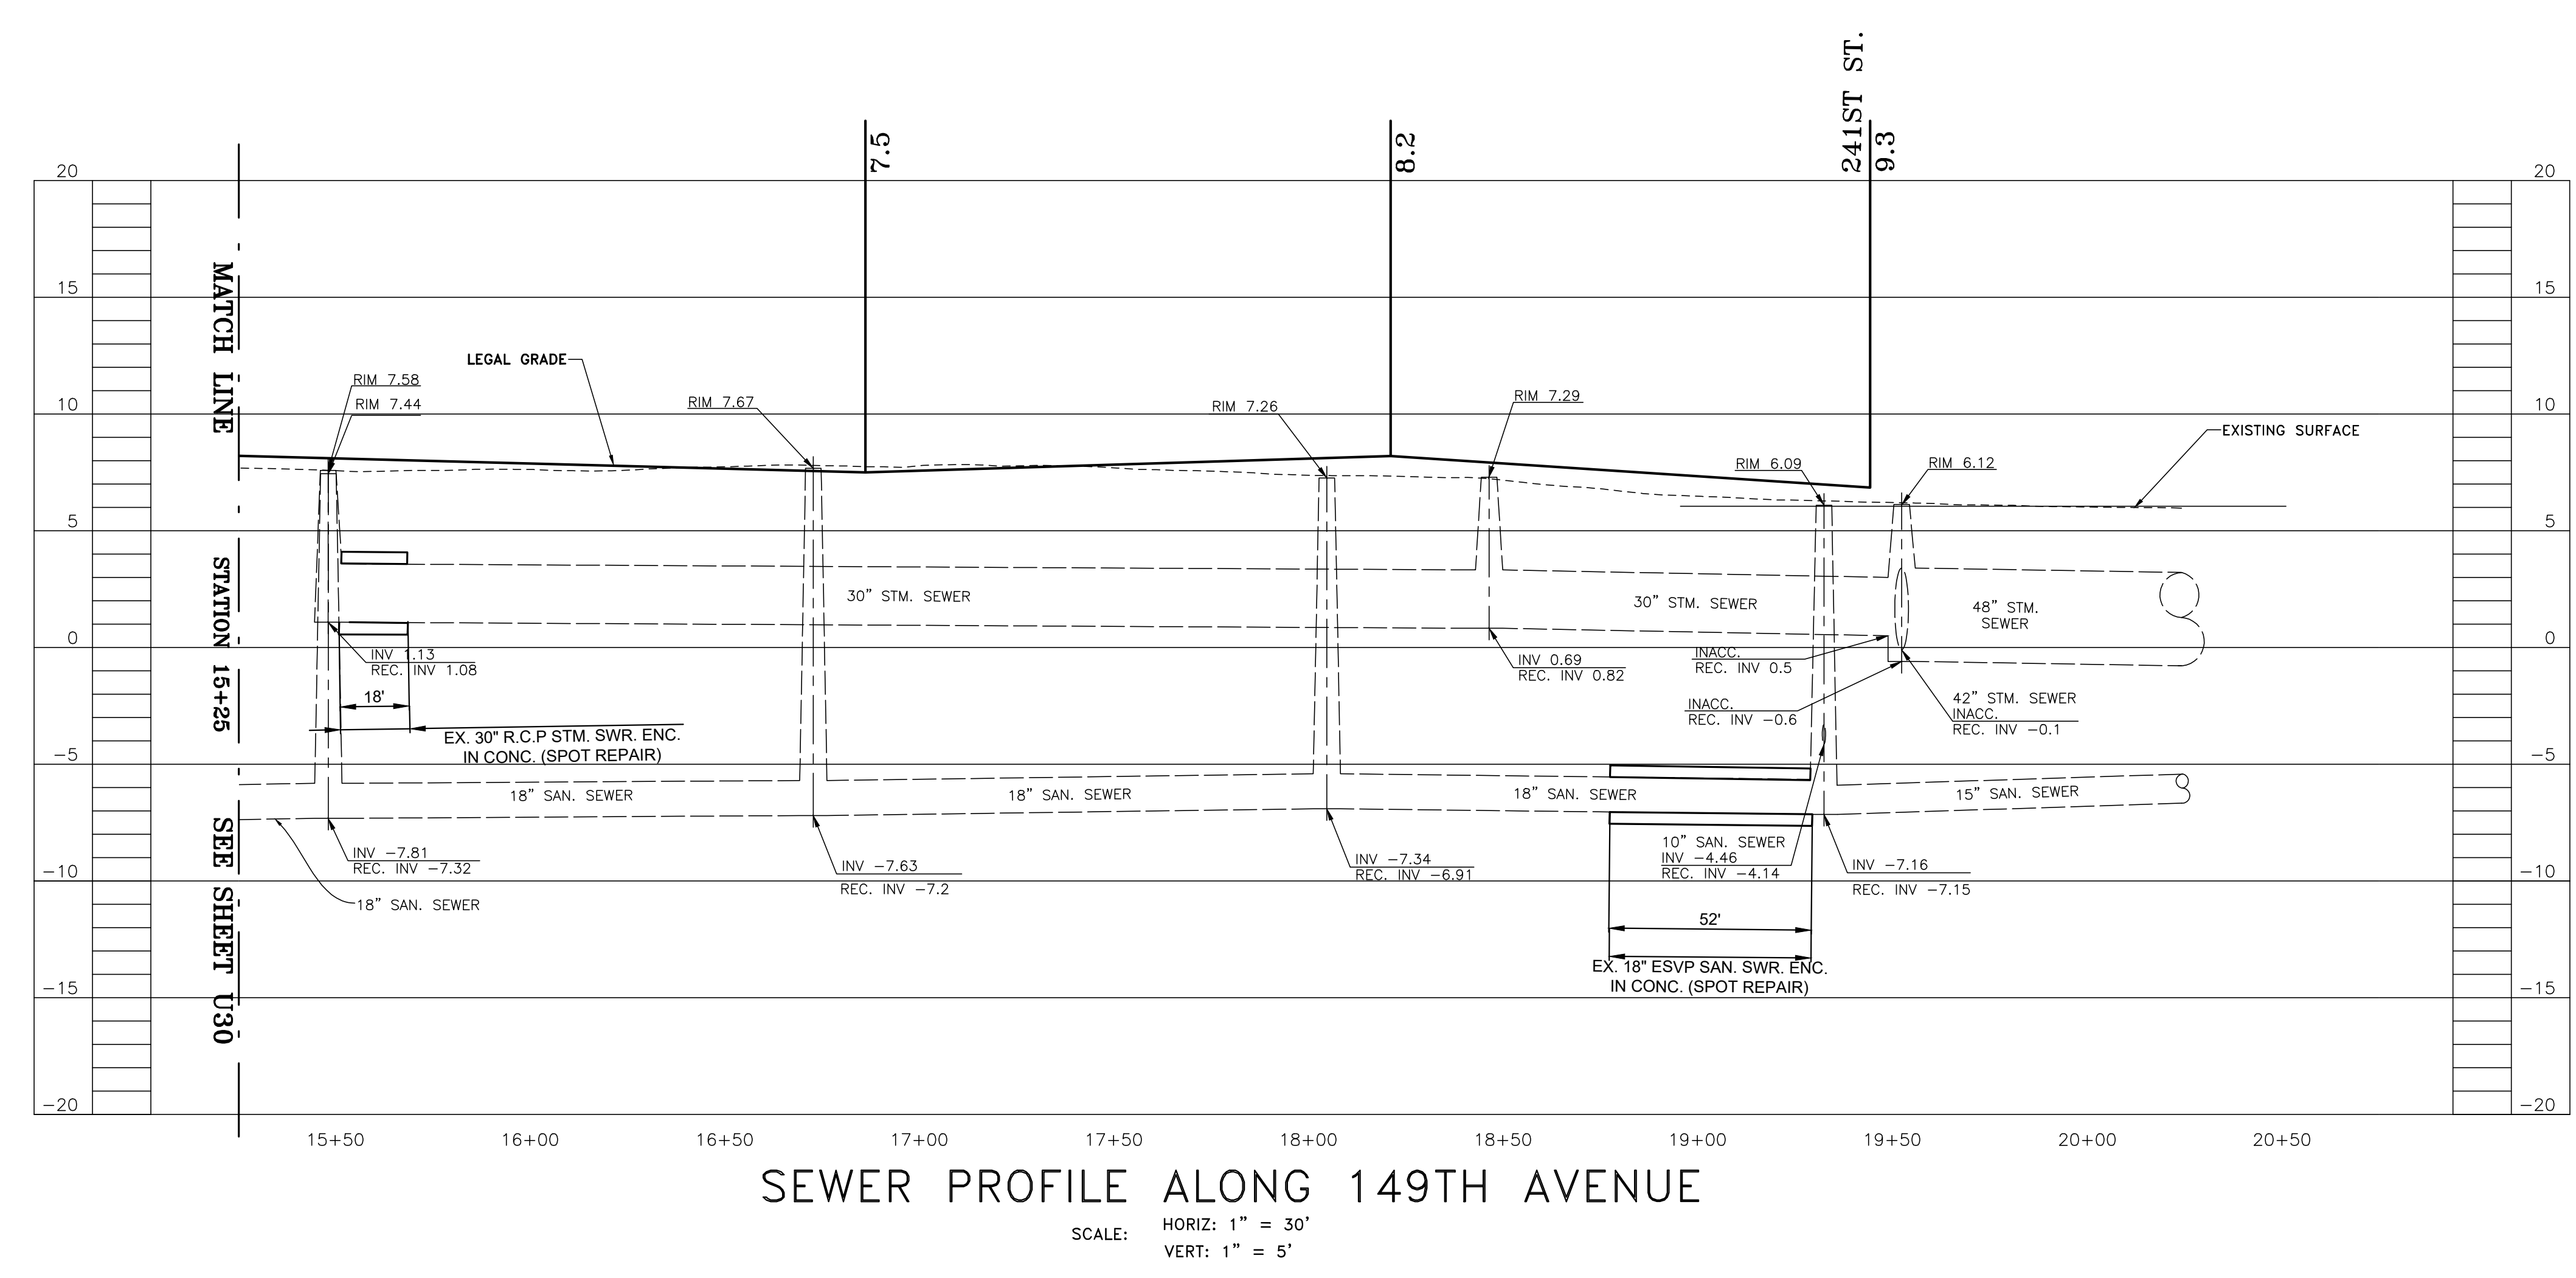 241ST ST.
7.5
8.2
9.3
20
20
15
15
10
10
5
5
0
0
-5
-5
-10
-10
-15
-15
-20
-20
MATCH LINE
STATION 15+25
SEE SHEET U30
LEGAL GRADE
RIM 7.58
RIM 7.44
RIM 7.67
RIM 7.26
RIM 7.29
RIM 6.09
RIM 6.12
EXISTING SURFACE
30" STM. SEWER
30" STM. SEWER
48" STM.
SEWER
INV 1.13
REC. INV 1.08
18'
EX. 30" R.C.P STM. SWR. ENC.
IN CONC. (SPOT REPAIR)
INV 0.69
REC. INV 0.82
INACC.
REC. INV 0.5
INACC.
REC. INV -0.6
42" STM. SEWER
INACC.
REC. INV -0.1
18" SAN. SEWER
18" SAN. SEWER
18" SAN. SEWER
15" SAN. SEWER
INV -7.81
REC. INV -7.32
18" SAN. SEWER
INV -7.63
REC. INV -7.2
INV -7.34
REC. INV -6.91
10" SAN. SEWER
INV -4.46
REC. INV -4.14
INV -7.16
REC. INV -7.15
52'
EX. 18" ESVP SAN. SWR. ENC.
IN CONC. (SPOT REPAIR)
15+50 16+00 16+50 17+00 17+50 18+00 18+50 19+00 19+50 20+00 20+50
SEWER PROFILE ALONG 149TH AVENUE
SCALE:
HORIZ: 1" = 30'
VERT: 1" = 5'